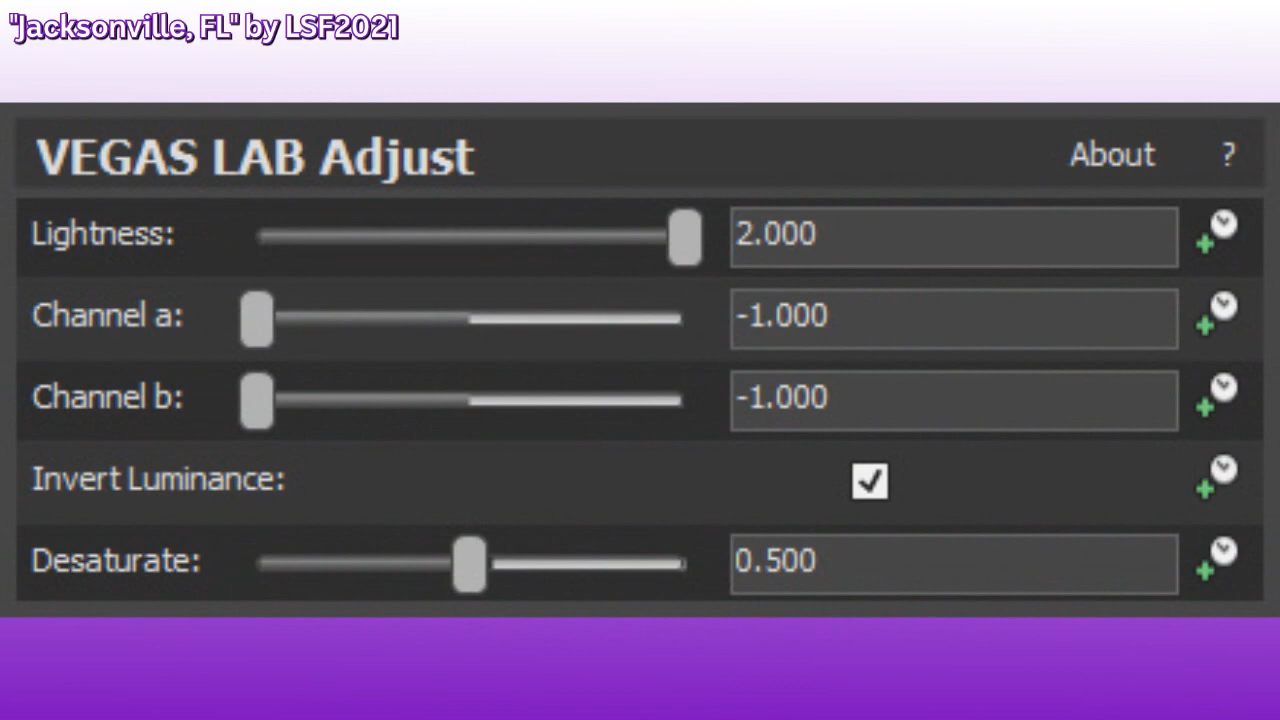 "Jacksonville, FL" by LSF2021
VEGAS LAB Adjust About ?
Lightness: 2.000
Channel a: -1.000
Channel b: -1.000
Invert Luminance:
Desaturate: 0.500